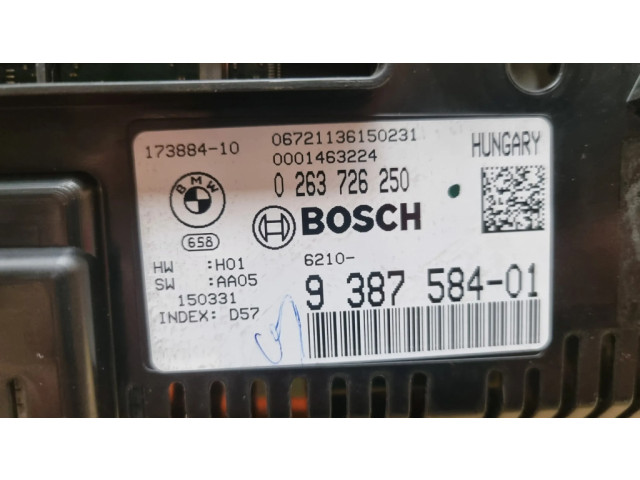 173884-10
06721136150231
HUNGARY
0001463224
BMW
0 263 726 250
BOSCH
658
HW :H01
6210-
SW :AA05
9 387 584-01
150331
INDEX: D57